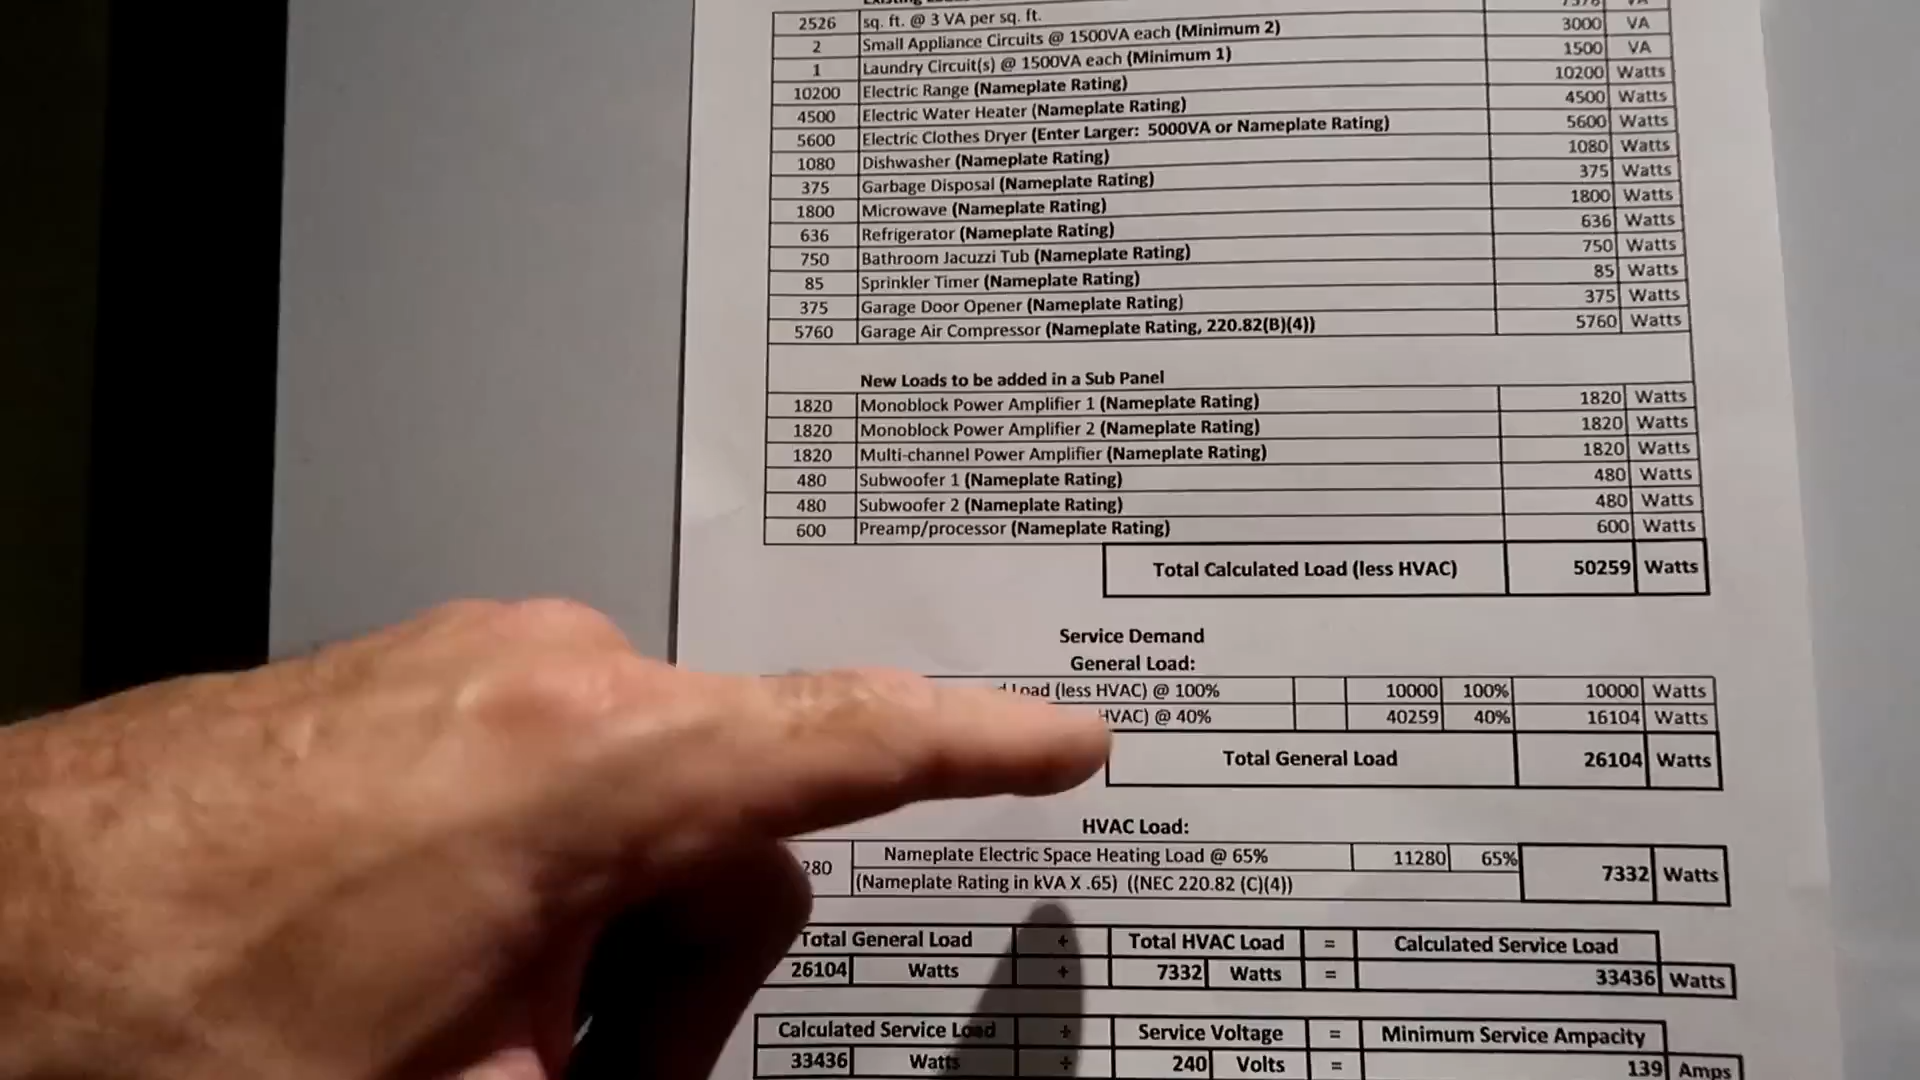 2526 sq. ft. @ 3 VA per sq. ft. VA
2 Small Appliance Circuits @ 1500VA each (Minimum 2) 3000 VA
1 Laundry Circuit(s) @ 1500VA each (Minimum 1) 1500 VA
10200 Electric Range (Nameplate Rating) 10200 Watts
4500 Electric Water Heater (Nameplate Rating) 4500 Watts
5600 Electric Clothes Dryer (Enter Larger: 5000VA or Nameplate Rating) 5600 Watts
1080 Dishwasher (Nameplate Rating) 1080 Watts
375 Garbage Disposal (Nameplate Rating) 375 Watts
1800 Microwave (Nameplate Rating) 1800 Watts
636 Refrigerator (Nameplate Rating) 636 Watts
750 Bathroom Jacuzzi Tub (Nameplate Rating) 750 Watts
85 Sprinkler Timer (Nameplate Rating) 85 Watts
375 Garage Door Opener (Nameplate Rating) 375 Watts
5760 Garage Air Compressor (Nameplate Rating, 220.82(B)(4)) 5760 Watts
New Loads to be added in a Sub Panel
1820 Monoblock Power Amplifier 1 (Nameplate Rating) 1820 Watts
1820 Monoblock Power Amplifier 2 (Nameplate Rating) 1820 Watts
1820 Multi-channel Power Amplifier (Nameplate Rating) 1820 Watts
480 Subwoofer 1 (Nameplate Rating) 480 Watts
480 Subwoofer 2 (Nameplate Rating) 480 Watts
600 Preamp/processor (Nameplate Rating) 600 Watts
Total Calculated Load (less HVAC) 50259 Watts
Service Demand
General Load:
Load (less HVAC) @ 100% 10000 100% 10000 Watts
HVAC) @ 40% 40259 40% 16104 Watts
Total General Load 26104 Watts
HVAC Load:
280 Nameplate Electric Space Heating Load @ 65% 11280 65% 7332 Watts
(Nameplate Rating in kVA X .65) ((NEC 220.82 (C)(4))
Total General Load + Total HVAC Load = Calculated Service Load
26104 Watts + 7332 Watts = 33436 Watts
Calculated Service Load ÷ Service Voltage = Minimum Service Ampacity
33436 Watts ÷ 240 Volts = 139 Amps